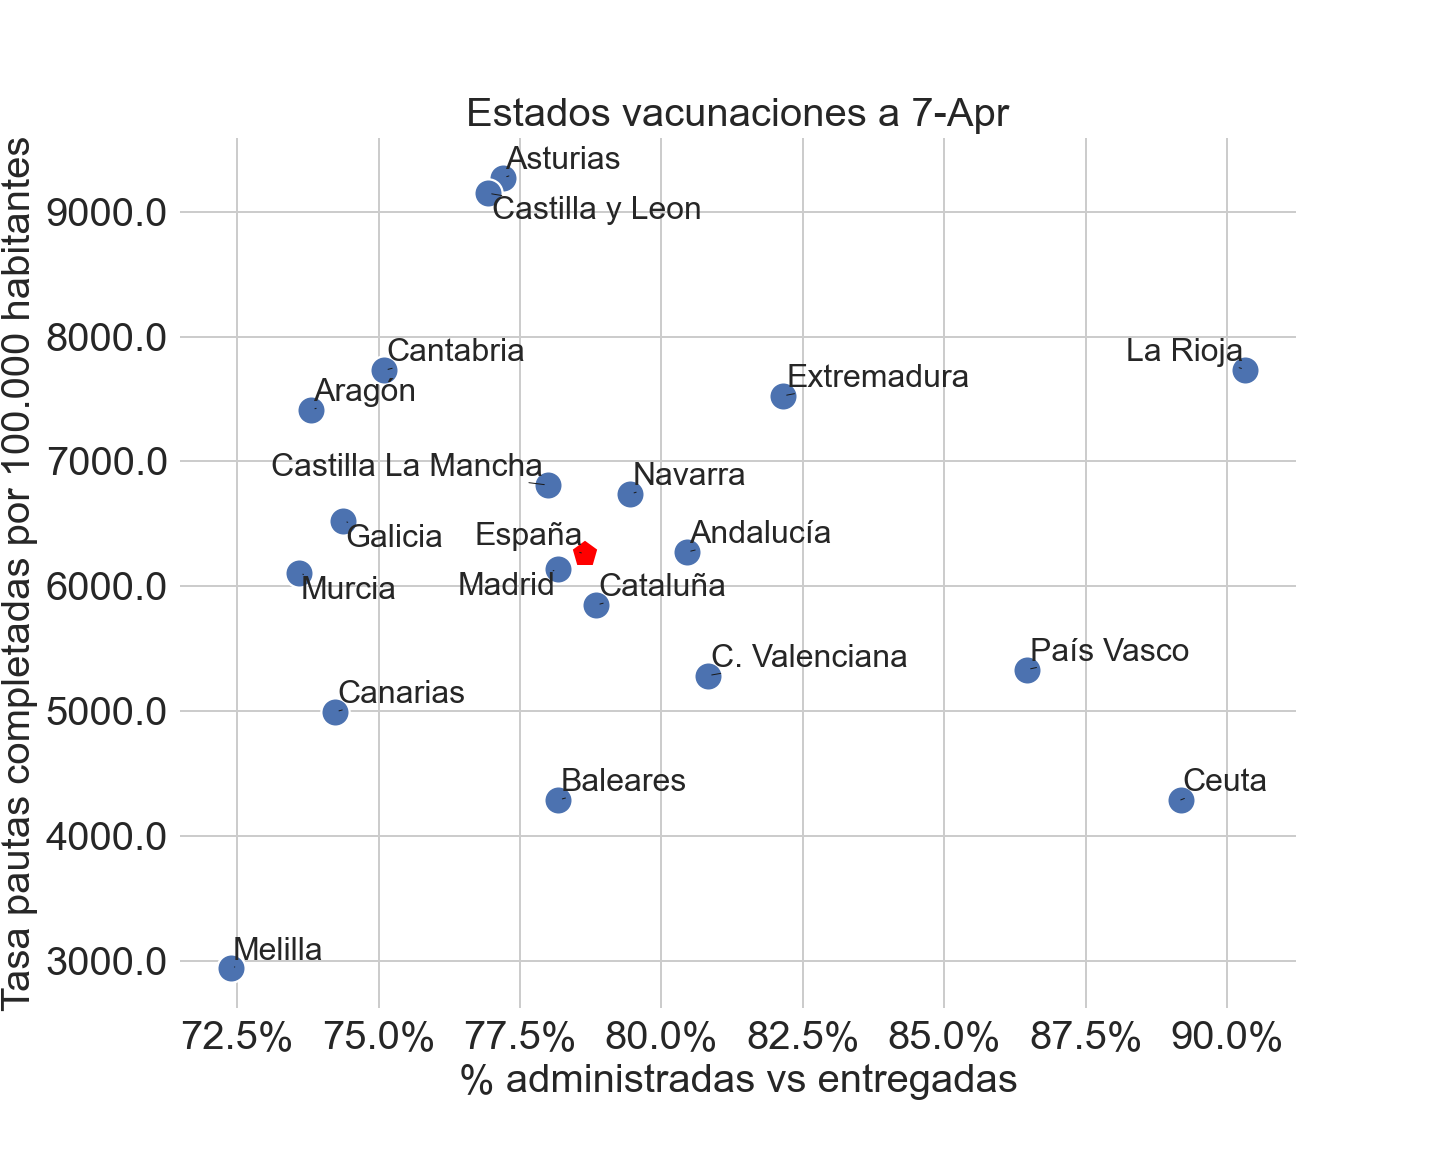 Estados vacunaciones a 7-Apr
Tasa pautas completadas por 100.000 habitantes
9000.0
8000.0
7000.0
6000.0
5000.0
4000.0
3000.0
Asturias
Castilla y Leon
Cantabria
La Rioja
Extremadura
Aragón
Castilla La Mancha
Navarra
Galicia
España
Andalucía
Murcia
Madrid
Cataluña
C. Valenciana
País Vasco
Canarias
Baleares
Ceuta
Melilla
72.5% 75.0% 77.5% 80.0% 82.5% 85.0% 87.5% 90.0%
% administradas vs entregadas